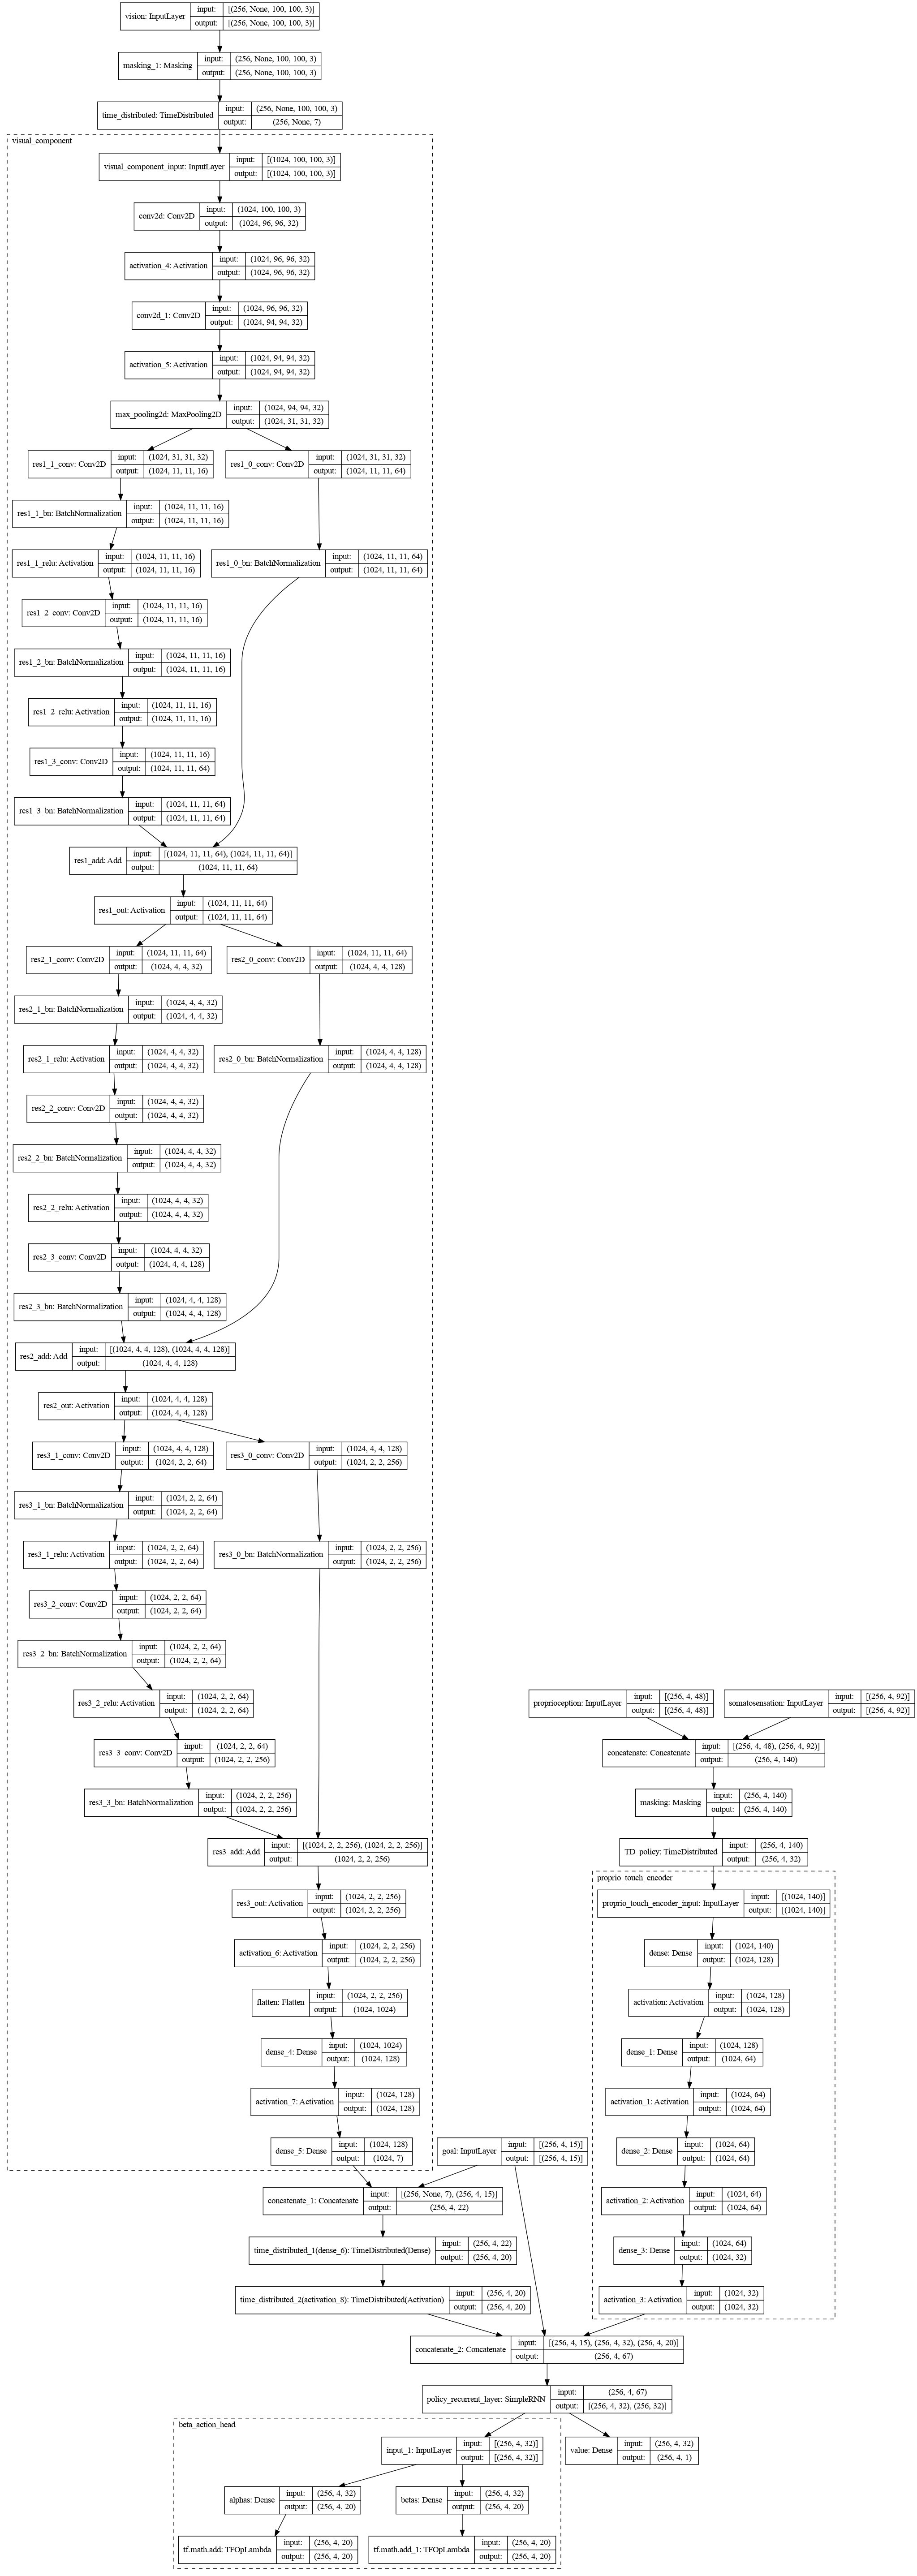 vision: InputLayer
input: [(256, None, 100, 100, 3)]
output: [(256, None, 100, 100, 3)]
masking_1: Masking
input: (256, None, 100, 100, 3)
output: (256, None, 100, 100, 3)
time_distributed: TimeDistributed
input: (256, None, 100, 100, 3)
output: (256, None, 7)
visual_component
visual_component_input: InputLayer
input: [(1024, 100, 100, 3)]
output: [(1024, 100, 100, 3)]
conv2d: Conv2D
input: (1024, 100, 100, 3)
output: (1024, 96, 96, 32)
activation_4: Activation
input: (1024, 96, 96, 32)
output: (1024, 96, 96, 32)
conv2d_1: Conv2D
input: (1024, 96, 96, 32)
output: (1024, 94, 94, 32)
activation_5: Activation
input: (1024, 94, 94, 32)
output: (1024, 94, 94, 32)
max_pooling2d: MaxPooling2D
input: (1024, 94, 94, 32)
output: (1024, 31, 31, 32)
res1_1_conv: Conv2D
input: (1024, 31, 31, 32)
output: (1024, 11, 11, 16)
res1_0_conv: Conv2D
input: (1024, 31, 31, 32)
output: (1024, 11, 11, 64)
res1_1_bn: BatchNormalization
input: (1024, 11, 11, 16)
output: (1024, 11, 11, 16)
res1_1_relu: Activation
input: (1024, 11, 11, 16)
output: (1024, 11, 11, 16)
res1_0_bn: BatchNormalization
input: (1024, 11, 11, 64)
output: (1024, 11, 11, 64)
res1_2_conv: Conv2D
input: (1024, 11, 11, 16)
output: (1024, 11, 11, 16)
res1_2_bn: BatchNormalization
input: (1024, 11, 11, 16)
output: (1024, 11, 11, 16)
res1_2_relu: Activation
input: (1024, 11, 11, 16)
output: (1024, 11, 11, 16)
res1_3_conv: Conv2D
input: (1024, 11, 11, 16)
output: (1024, 11, 11, 64)
res1_3_bn: BatchNormalization
input: (1024, 11, 11, 64)
output: (1024, 11, 11, 64)
res1_add: Add
input: [(1024, 11, 11, 64), (1024, 11, 11, 64)]
output: (1024, 11, 11, 64)
res1_out: Activation
input: (1024, 11, 11, 64)
output: (1024, 11, 11, 64)
res2_1_conv: Conv2D
input: (1024, 11, 11, 64)
output: (1024, 4, 4, 32)
res2_0_conv: Conv2D
input: (1024, 11, 11, 64)
output: (1024, 4, 4, 128)
res2_1_bn: BatchNormalization
input: (1024, 4, 4, 32)
output: (1024, 4, 4, 32)
res2_1_relu: Activation
input: (1024, 4, 4, 32)
output: (1024, 4, 4, 32)
res2_0_bn: BatchNormalization
input: (1024, 4, 4, 128)
output: (1024, 4, 4, 128)
res2_2_conv: Conv2D
input: (1024, 4, 4, 32)
output: (1024, 4, 4, 32)
res2_2_bn: BatchNormalization
input: (1024, 4, 4, 32)
output: (1024, 4, 4, 32)
res2_2_relu: Activation
input: (1024, 4, 4, 32)
output: (1024, 4, 4, 32)
res2_3_conv: Conv2D
input: (1024, 4, 4, 32)
output: (1024, 4, 4, 128)
res2_3_bn: BatchNormalization
input: (1024, 4, 4, 128)
output: (1024, 4, 4, 128)
res2_add: Add
input: [(1024, 4, 4, 128), (1024, 4, 4, 128)]
output: (1024, 4, 4, 128)
res2_out: Activation
input: (1024, 4, 4, 128)
output: (1024, 4, 4, 128)
res3_1_conv: Conv2D
input: (1024, 4, 4, 128)
output: (1024, 2, 2, 64)
res3_0_conv: Conv2D
input: (1024, 4, 4, 128)
output: (1024, 2, 2, 256)
res3_1_bn: BatchNormalization
input: (1024, 2, 2, 64)
output: (1024, 2, 2, 64)
res3_1_relu: Activation
input: (1024, 2, 2, 64)
output: (1024, 2, 2, 64)
res3_0_bn: BatchNormalization
input: (1024, 2, 2, 256)
output: (1024, 2, 2, 256)
res3_2_conv: Conv2D
input: (1024, 2, 2, 64)
output: (1024, 2, 2, 64)
res3_2_bn: BatchNormalization
input: (1024, 2, 2, 64)
output: (1024, 2, 2, 64)
res3_2_relu: Activation
input: (1024, 2, 2, 64)
output: (1024, 2, 2, 64)
proprioception: InputLayer
input: [(256, 4, 48)]
output: [(256, 4, 48)]
somatosensation: InputLayer
input: [(256, 4, 92)]
output: [(256, 4, 92)]
res3_3_conv: Conv2D
input: (1024, 2, 2, 64)
output: (1024, 2, 2, 256)
concatenate: Concatenate
input: [(256, 4, 48), (256, 4, 92)]
output: (256, 4, 140)
res3_3_bn: BatchNormalization
input: (1024, 2, 2, 256)
output: (1024, 2, 2, 256)
masking: Masking
input: (256, 4, 140)
output: (256, 4, 140)
res3_add: Add
input: [(1024, 2, 2, 256), (1024, 2, 2, 256)]
output: (1024, 2, 2, 256)
TD_policy: TimeDistributed
input: (256, 4, 140)
output: (256, 4, 32)
proprio_touch_encoder
res3_out: Activation
input: (1024, 2, 2, 256)
output: (1024, 2, 2, 256)
proprio_touch_encoder_input: InputLayer
input: [(1024, 140)]
output: [(1024, 140)]
activation_6: Activation
input: (1024, 2, 2, 256)
output: (1024, 2, 2, 256)
dense: Dense
input: (1024, 140)
output: (1024, 128)
flatten: Flatten
input: (1024, 2, 2, 256)
output: (1024, 1024)
activation: Activation
input: (1024, 128)
output: (1024, 128)
dense_4: Dense
input: (1024, 1024)
output: (1024, 128)
dense_1: Dense
input: (1024, 128)
output: (1024, 64)
activation_7: Activation
input: (1024, 128)
output: (1024, 128)
activation_1: Activation
input: (1024, 64)
output: (1024, 64)
dense_5: Dense
input: (1024, 128)
output: (1024, 7)
goal: InputLayer
input: [(256, 4, 15)]
output: [(256, 4, 15)]
dense_2: Dense
input: (1024, 64)
output: (1024, 64)
concatenate_1: Concatenate
input: [(256, None, 7), (256, 4, 15)]
output: (256, 4, 22)
activation_2: Activation
input: (1024, 64)
output: (1024, 64)
time_distributed_1(dense_6): TimeDistributed(Dense)
input: (256, 4, 22)
output: (256, 4, 20)
dense_3: Dense
input: (1024, 64)
output: (1024, 32)
time_distributed_2(activation_8): TimeDistributed(Activation)
input: (256, 4, 20)
output: (256, 4, 20)
activation_3: Activation
input: (1024, 32)
output: (1024, 32)
concatenate_2: Concatenate
input: [(256, 4, 15), (256, 4, 32), (256, 4, 20)]
output: (256, 4, 67)
policy_recurrent_layer: SimpleRNN
input: (256, 4, 67)
output: [(256, 4, 32), (256, 32)]
beta_action_head
input_1: InputLayer
input: [(256, 4, 32)]
output: [(256, 4, 32)]
value: Dense
input: (256, 4, 32)
output: (256, 4, 1)
alphas: Dense
input: (256, 4, 32)
output: (256, 4, 20)
betas: Dense
input: (256, 4, 32)
output: (256, 4, 20)
tf.math.add: TFOpLambda
input: (256, 4, 20)
output: (256, 4, 20)
tf.math.add_1: TFOpLambda
input: (256, 4, 20)
output: (256, 4, 20)